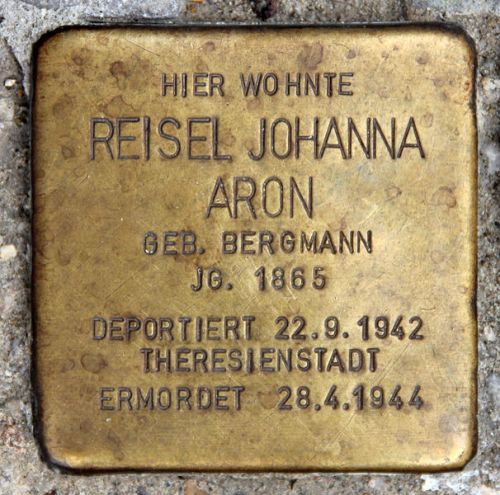 HIER WOHNTE
REISEL JOHANNA
ARON
GEB. BERGMANN
JG. 1865
DEPORTIERT 22.9.1942
THERESIENSTADT
ERMORDET 28.4.1944